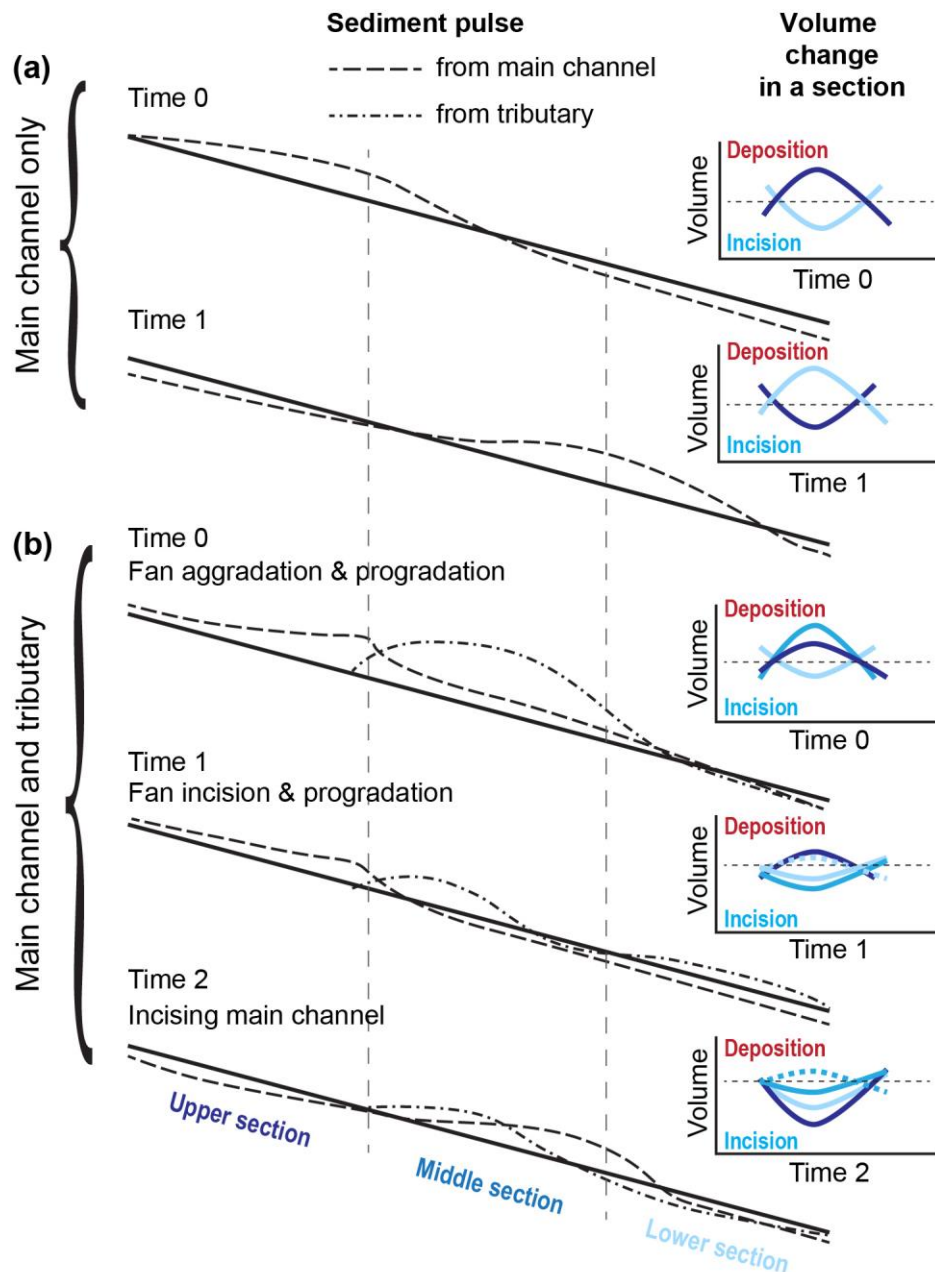 Sediment pulse
from main channel
from tributary
Volume
change
in a section
(a)
Main channel only
Time 0
Deposition
Volume
Incision
Time 0
Time 1
Deposition
Volume
Incision
Time 1
(b)
Main channel and tributary
Time 0
Fan aggradation & progradation
Deposition
Volume
Incision
Time 0
Time 1
Fan incision & progradation
Deposition
Volume
Incision
Time 1
Time 2
Incising main channel
Deposition
Volume
Incision
Time 2
Upper section
Middle section
Lower section